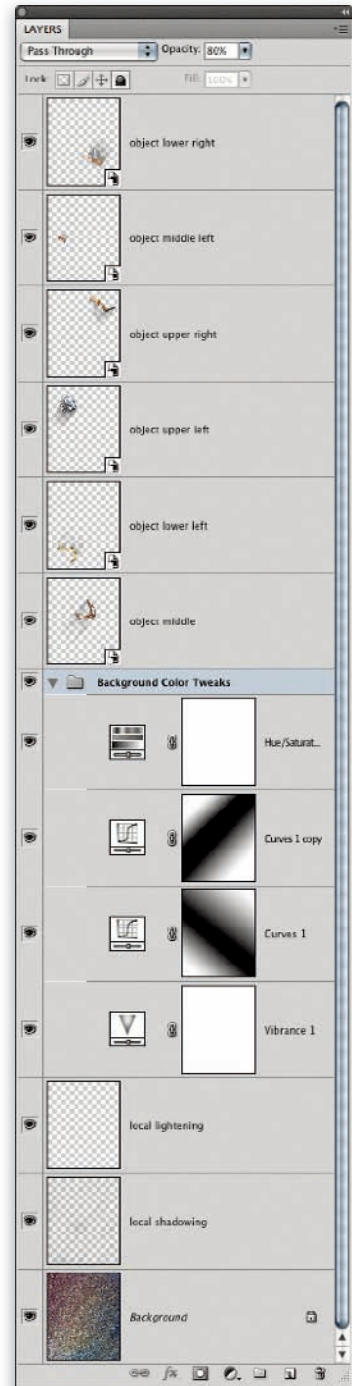 LAYERS
Pass Through Opacity: 80%
Lock: Fill: 100%
object lower right
object middle left
object upper right
object upper left
object lower left
object middle
Background Color Tweaks
Hue/Saturat...
Curves 1 copy
Curves 1
Vibrance 1
local lightening
local shadowing
Background
fx